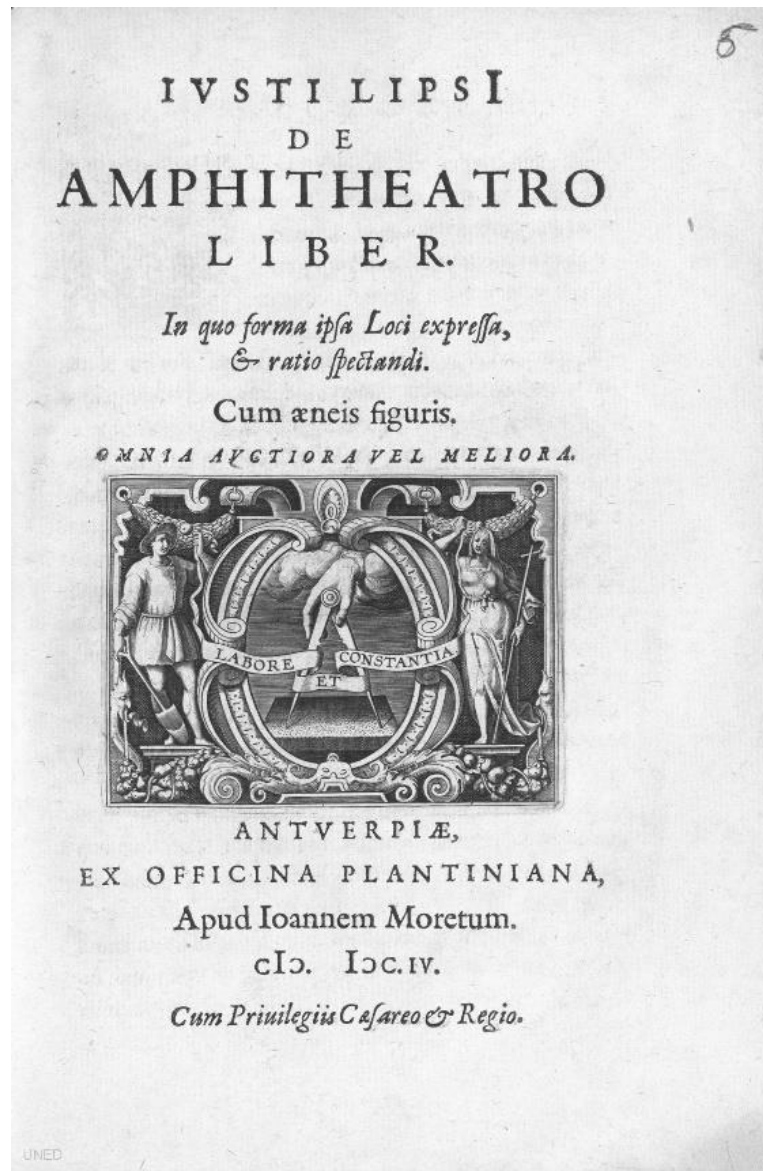 5
IVSTI LIPSI
DE
AMPHITHEATRO
LIBER.
In quo forma ipſa Loci expreſſa,
& ratio ſpectandi.
Cum æneis figuris.
OMNIA AVCTIORA VEL MELIORA.
LABORE ET CONSTANTIA
ANTVERPIÆ,
EX OFFICINA PLANTINIANA,
Apud Ioannem Moretum.
cIↄ. Iↄc. IV.
Cum Priuilegiis Cæſareo & Regio.
UNED